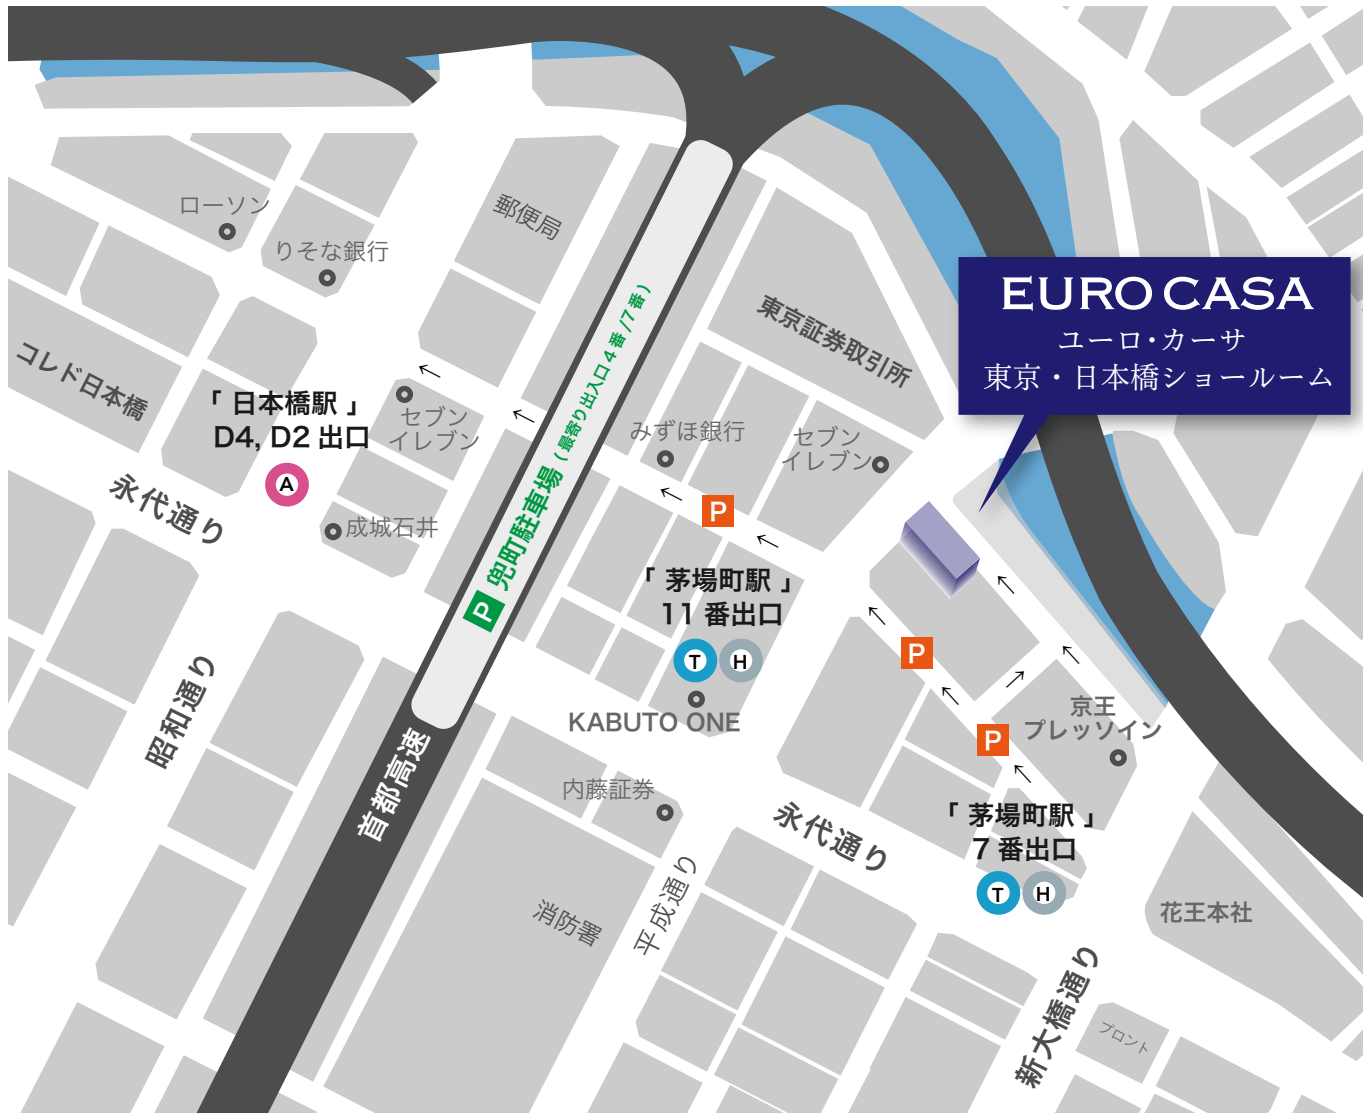 ローソン
りそな銀行
郵便局
コレド日本橋
「 日本橋駅 」
D4, D2 出口
A
セブン
イレブン
成城石井
永代通り
昭和通り
首都高速
P 兜町駐車場 ( 最寄り出入口 4 番 /7 番 )
東京証券取引所
みずほ銀行
セブン
イレブン
P
「 茅場町駅 」
11 番出口
T H
KABUTO ONE
内藤証券
消防署
平成通り
永代通り
EURO CASA
ユーロ・カーサ
東京・日本橋ショールーム
P
P
京王
プレッソイン
「 茅場町駅 」
7 番出口
T H
花王本社
新大橋通り
プロント